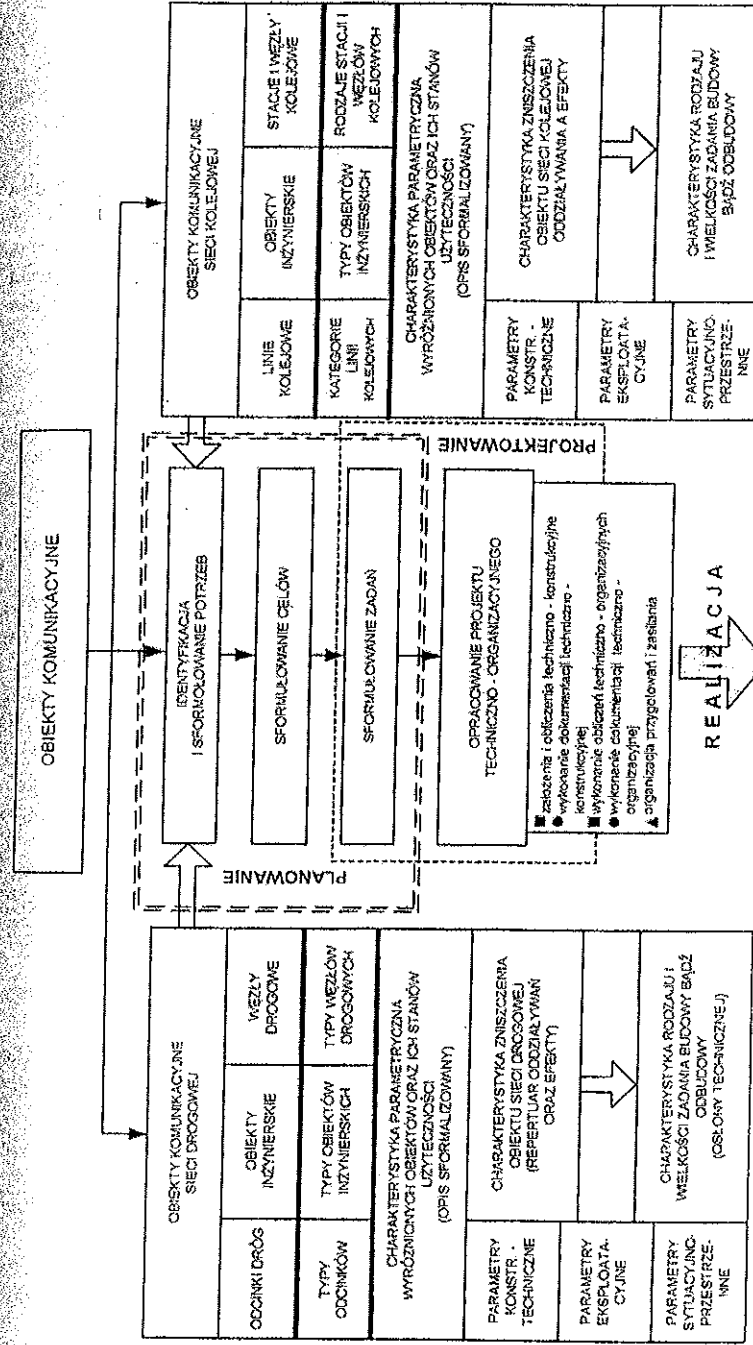 OBIEKTY KOMUNIKACYJNE
OBIEKTY KOMUNIKACYJNE
SIECI DROGOWEJ
ODCINKI DRÓG
OBIEKTY
INŻYNIERSKIE
WĘZŁY
DROGOWE
TYPY
ODCINKÓW
TYPY OBIEKTÓW
INŻYNIERSKICH
TYPY WĘZŁÓW
DROGOWYCH
CHARAKTERYSTYKA PARAMETRYCZNA
WYRÓŻNIONYCH OBIEKTÓW ORAZ ICH STANÓW
UŻYTECZNOŚCI
(OPIS SFORMALIZOWANY)
PARAMETRY
KONSTR. -
TECHNICZNE
CHARAKTERYSTYKA ZNISZCZENIA
OBIEKTU SIECI DROGOWEJ
(REPERTUAR ODDZIAŁYWAŃ
ORAZ EFEKTY)
PARAMETRY
EKSPLOATA-
CYJNE
PARAMETRY
SYTUACYJNO-
PRZESTRZE-
NNE
CHARAKTERYSTYKA RODZAJU I
WIELKOŚCI ZADANIA BUDOWY BĄDŹ
ODBUDOWY
(OSŁONY TECHNICZNEJ)
PLANOWANIE
IDENTYFIKACJA
I SFORMOŁOWANIE POTRZEB
SFORMUŁOWANIE CELÓW
SFORMUŁOWANIE ZADAŃ
PROJEKTOWANIE
OPRACOWANIE PROJEKTU
TECHNICZNO - ORGANIZACYJNEGO
■ założenia i obliczenia techniczno - konstrukcyjne
● wykonanie dokumentacji techniczno -
konstrukcyjnej
■ wykonanie obliczeń techniczno - organizacyjnych
● wykonanie dokumentacji techniczno -
organizacyjnej
▲ organizacja przygotowań i zasilania
REALIZACJA
OBIEKTY KOMUNIKACYJNE
SIECI KOLEJOWEJ
LINIE
KOLEJOWE
OBIEKTY
INŻYNIERSKIE
STACJE I WĘZŁY
KOLEJOWE
KATEGORIE
LINII
KOLEJOWYCH
TYPY OBIEKTÓW
INŻYNIERSKICH
RODZAJE STACJI I
WĘZŁÓW
KOLEJOWYCH
CHARAKTERYSTYKA PARAMETRYCZNA
WYRÓŻNIONYCH OBIEKTÓW ORAZ ICH STANÓW
UŻYTECZNOŚCI
(OPIS SFORMALIZOWANY)
PARAMETRY
KONSTR. -
TECHNICZNE
CHARAKTERYSTYKA ZNISZCZENIA
OBIEKTU SIECI KOLEJOWEJ
ODDZIAŁYWANIA A EFEKTY
PARAMETRY
EKSPLOATA-
CYJNE
PARAMETRY
SYTUACYJNO-
PRZESTRZE-
NNE
CHARAKTERYSTYKA RODZAJU
I WIELKOŚCI ZADANIA BUDOWY
BĄDŹ ODBUDOWY